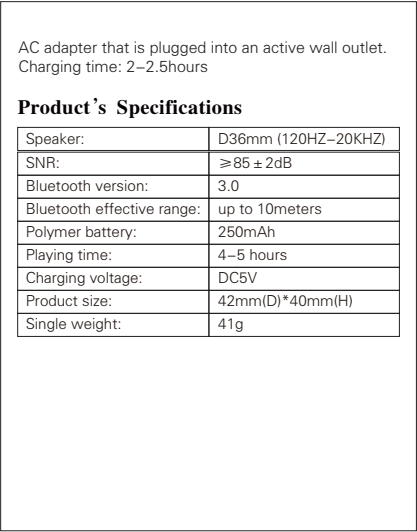 AC adapter that is plugged into an active wall outlet.
Charging time: 2–2.5hours
Product's Specifications
Speaker: D36mm (120HZ–20KHZ)
SNR: ≥85±2dB
Bluetooth version: 3.0
Bluetooth effective range: up to 10meters
Polymer battery: 250mAh
Playing time: 4–5 hours
Charging voltage: DC5V
Product size: 42mm(D)*40mm(H)
Single weight: 41g